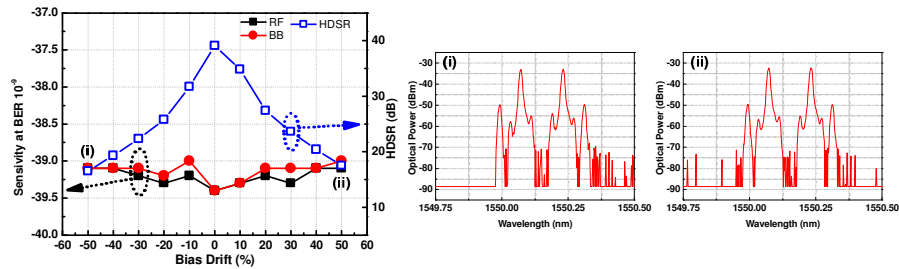 RF
BB
HDSR
Sensitivity at BER 10⁻⁹
-37.0
-37.5
-38.0
-38.5
-39.0
-39.5
-40.0
(i)
(ii)
40
30
20
10
HDSR (dB)
-60 -50 -40 -30 -20 -10 0 10 20 30 40 50 60
Bias Drift (%)
(i)
Optical Power (dBm)
-30
-40
-50
-60
-70
-80
-90
1549.75 1550.00 1550.25 1550.50
Wavelength (nm)
(ii)
Optical Power (dBm)
-30
-40
-50
-60
-70
-80
-90
1549.75 1550.00 1550.25 1550.50
Wavelength (nm)